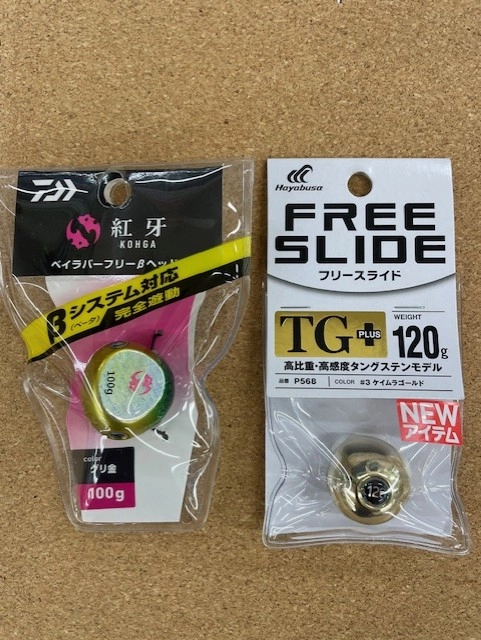 DAIWA
紅牙
KOHGA
ベイラバーフリーβヘッド
βシステム対応
(ベータ)
完全遊動
100g
color
グリ金
100g
Hayabusa
FREE
SLIDE
フリースライド
TG+
PLUS
WEIGHT
120g
高比重・高感度タングステンモデル
品番 P568 COLOR #3 ケイムラゴールド
NEW
アイテム